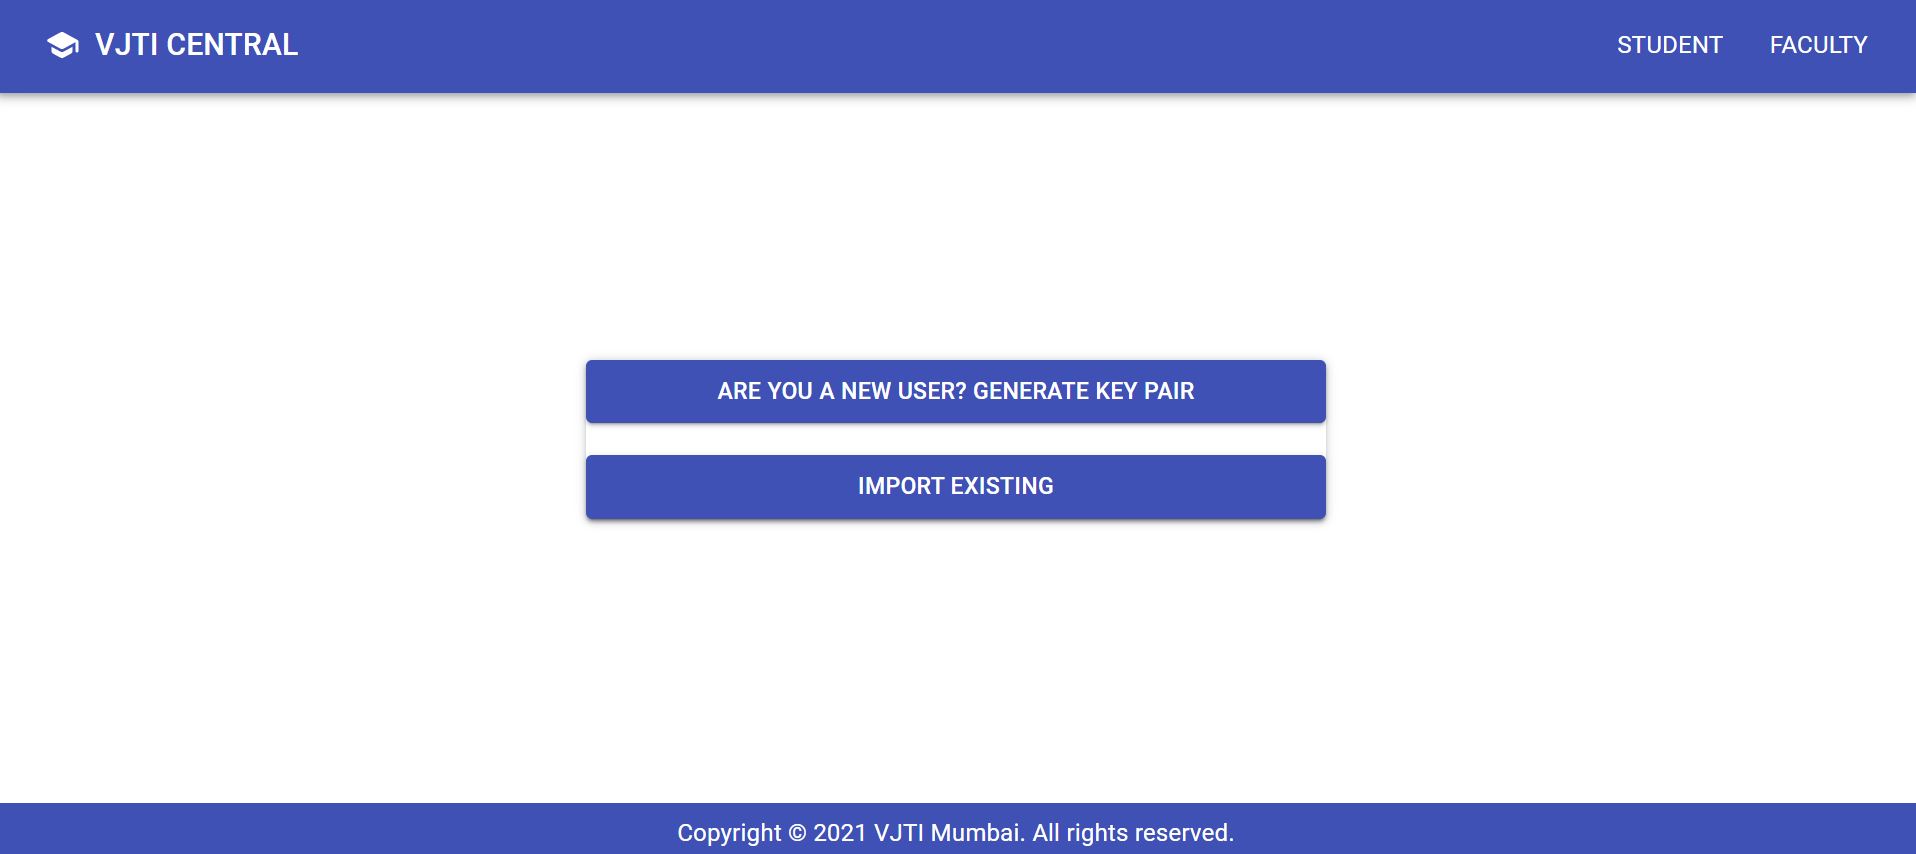 VJTI CENTRAL
STUDENT
FACULTY
ARE YOU A NEW USER? GENERATE KEY PAIR
IMPORT EXISTING
Copyright © 2021 VJTI Mumbai. All rights reserved.